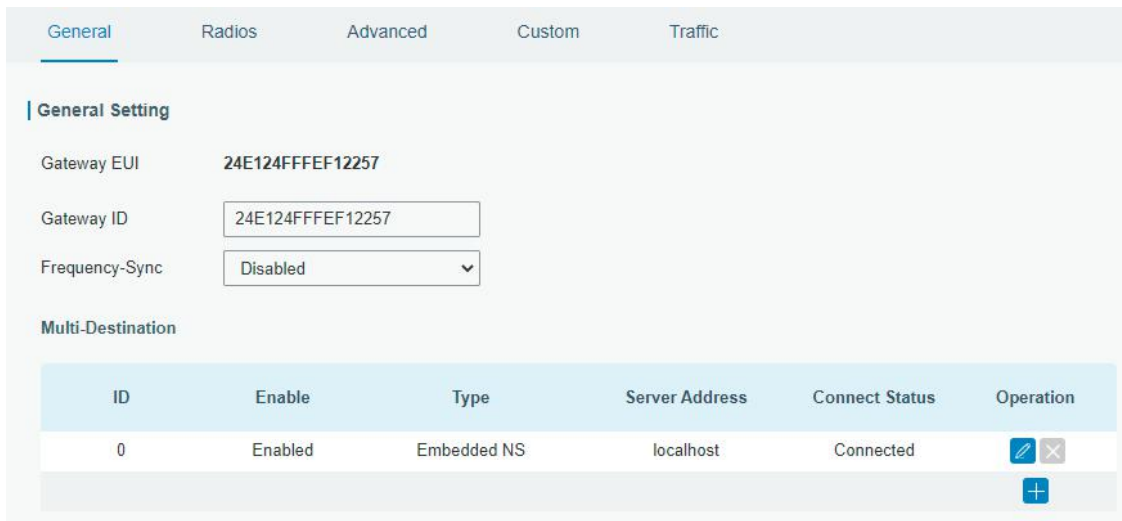 General Radios Advanced Custom Traffic
General Setting
Gateway EUI 24E124FFFEF12257
Gateway ID 24E124FFFEF12257
Frequency-Sync Disabled
Multi-Destination
ID Enable Type Server Address Connect Status Operation
0 Enabled Embedded NS localhost Connected